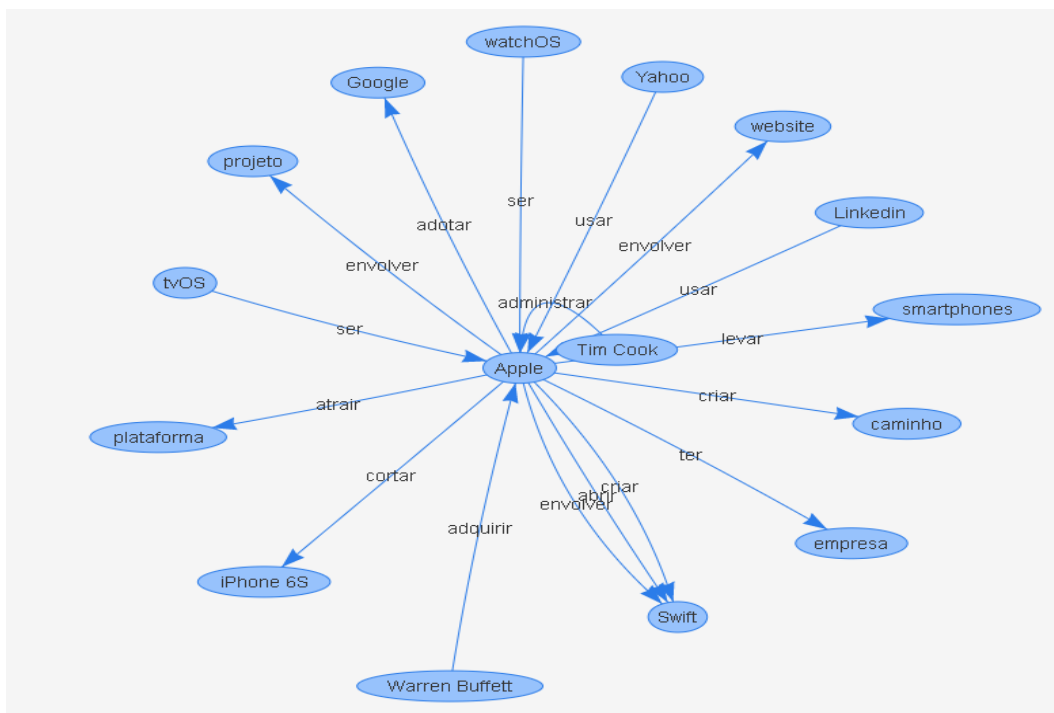 watchOS
Google
Yahoo
website
projeto
ser
Linkedin
adotar
usar
envolver
envolver
tvOS
usar
administrar
smartphones
ser
levar
Tim Cook
Apple
atrair
criar
plataforma
caminho
ter
cortar
criar
abrir
envolver
adquirir
empresa
iPhone 6S
Swift
Warren Buffett